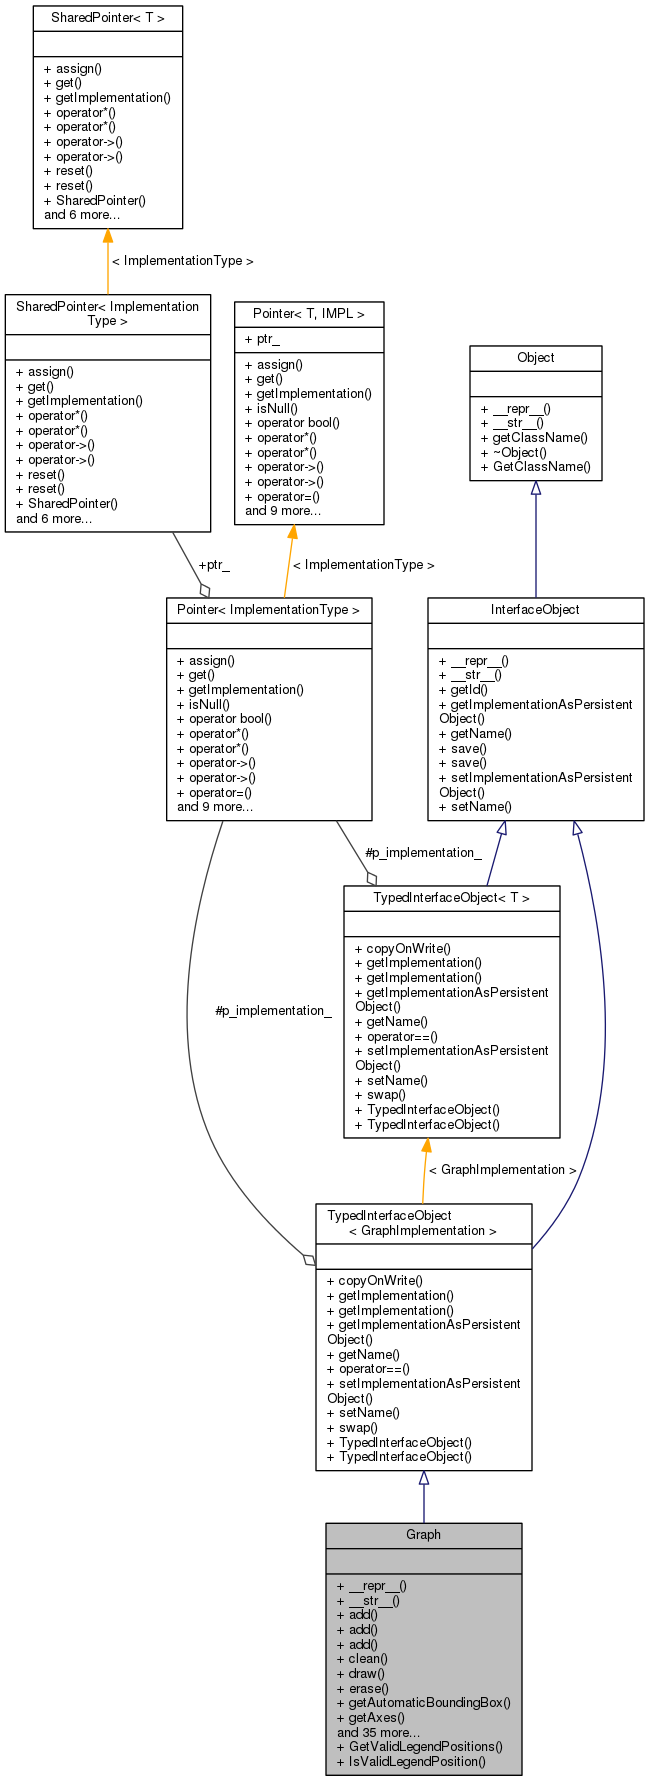 SharedPointer< T >
+ assign()
+ get()
+ getImplementation()
+ operator*()
+ operator*()
+ operator->()
+ operator->()
+ reset()
+ reset()
+ SharedPointer()
and 6 more...
< ImplementationType >
SharedPointer< Implementation
Type >
+ assign()
+ get()
+ getImplementation()
+ operator*()
+ operator*()
+ operator->()
+ operator->()
+ reset()
+ reset()
+ SharedPointer()
and 6 more...
Pointer< T, IMPL >
+ ptr_
+ assign()
+ get()
+ getImplementation()
+ isNull()
+ operator bool()
+ operator*()
+ operator*()
+ operator->()
+ operator->()
+ operator=()
and 9 more...
Object
+ __repr__()
+ __str__()
+ getClassName()
+ ~Object()
+ GetClassName()
+ptr_
< ImplementationType >
Pointer< ImplementationType >
+ assign()
+ get()
+ getImplementation()
+ isNull()
+ operator bool()
+ operator*()
+ operator*()
+ operator->()
+ operator->()
+ operator=()
and 9 more...
InterfaceObject
+ __repr__()
+ __str__()
+ getId()
+ getImplementationAsPersistent
Object()
+ getName()
+ save()
+ save()
+ setImplementationAsPersistent
Object()
+ setName()
#p_implementation_
TypedInterfaceObject< T >
+ copyOnWrite()
+ getImplementation()
+ getImplementation()
+ getImplementationAsPersistent
Object()
+ getName()
+ operator==()
+ setImplementationAsPersistent
Object()
+ setName()
+ swap()
+ TypedInterfaceObject()
+ TypedInterfaceObject()
#p_implementation_
< GraphImplementation >
TypedInterfaceObject
< GraphImplementation >
+ copyOnWrite()
+ getImplementation()
+ getImplementation()
+ getImplementationAsPersistent
Object()
+ getName()
+ operator==()
+ setImplementationAsPersistent
Object()
+ setName()
+ swap()
+ TypedInterfaceObject()
+ TypedInterfaceObject()
Graph
+ __repr__()
+ __str__()
+ add()
+ add()
+ add()
+ clean()
+ draw()
+ erase()
+ getAutomaticBoundingBox()
+ getAxes()
and 35 more...
+ GetValidLegendPositions()
+ IsValidLegendPosition()